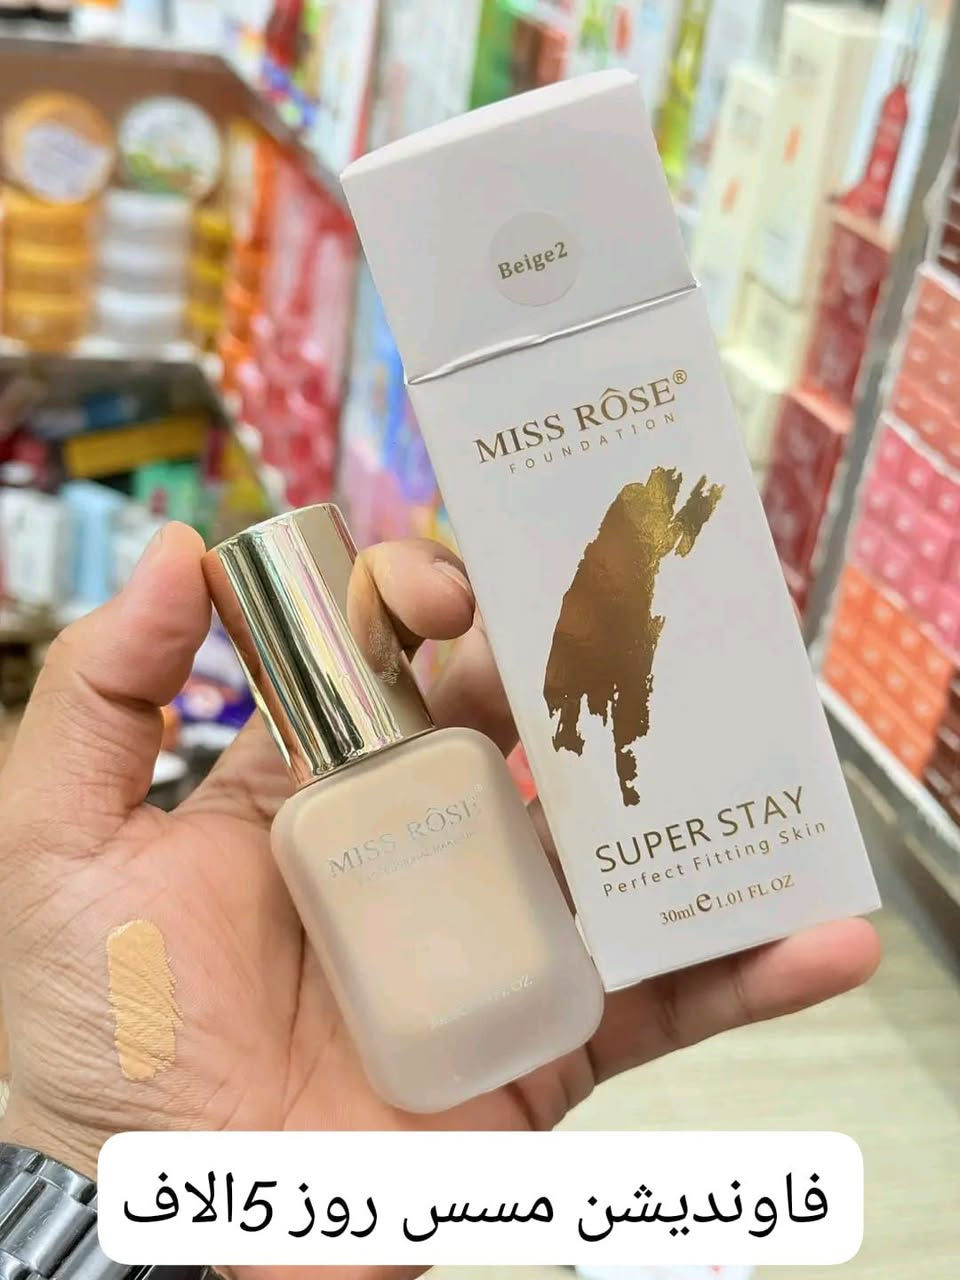 Beige2
MISS RÔSE®
FOUNDATION
SUPER STAY
Perfect Fitting Skin
30ml e 1.01 FL OZ
MISS RÔSE®
فاونديشن مسس روز 5الاف